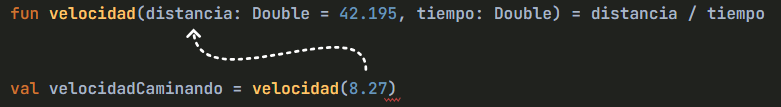 fun velocidad(distancia: Double = 42.195, tiempo: Double) = distancia / tiempo
val velocidadCaminando = velocidad(8.27)